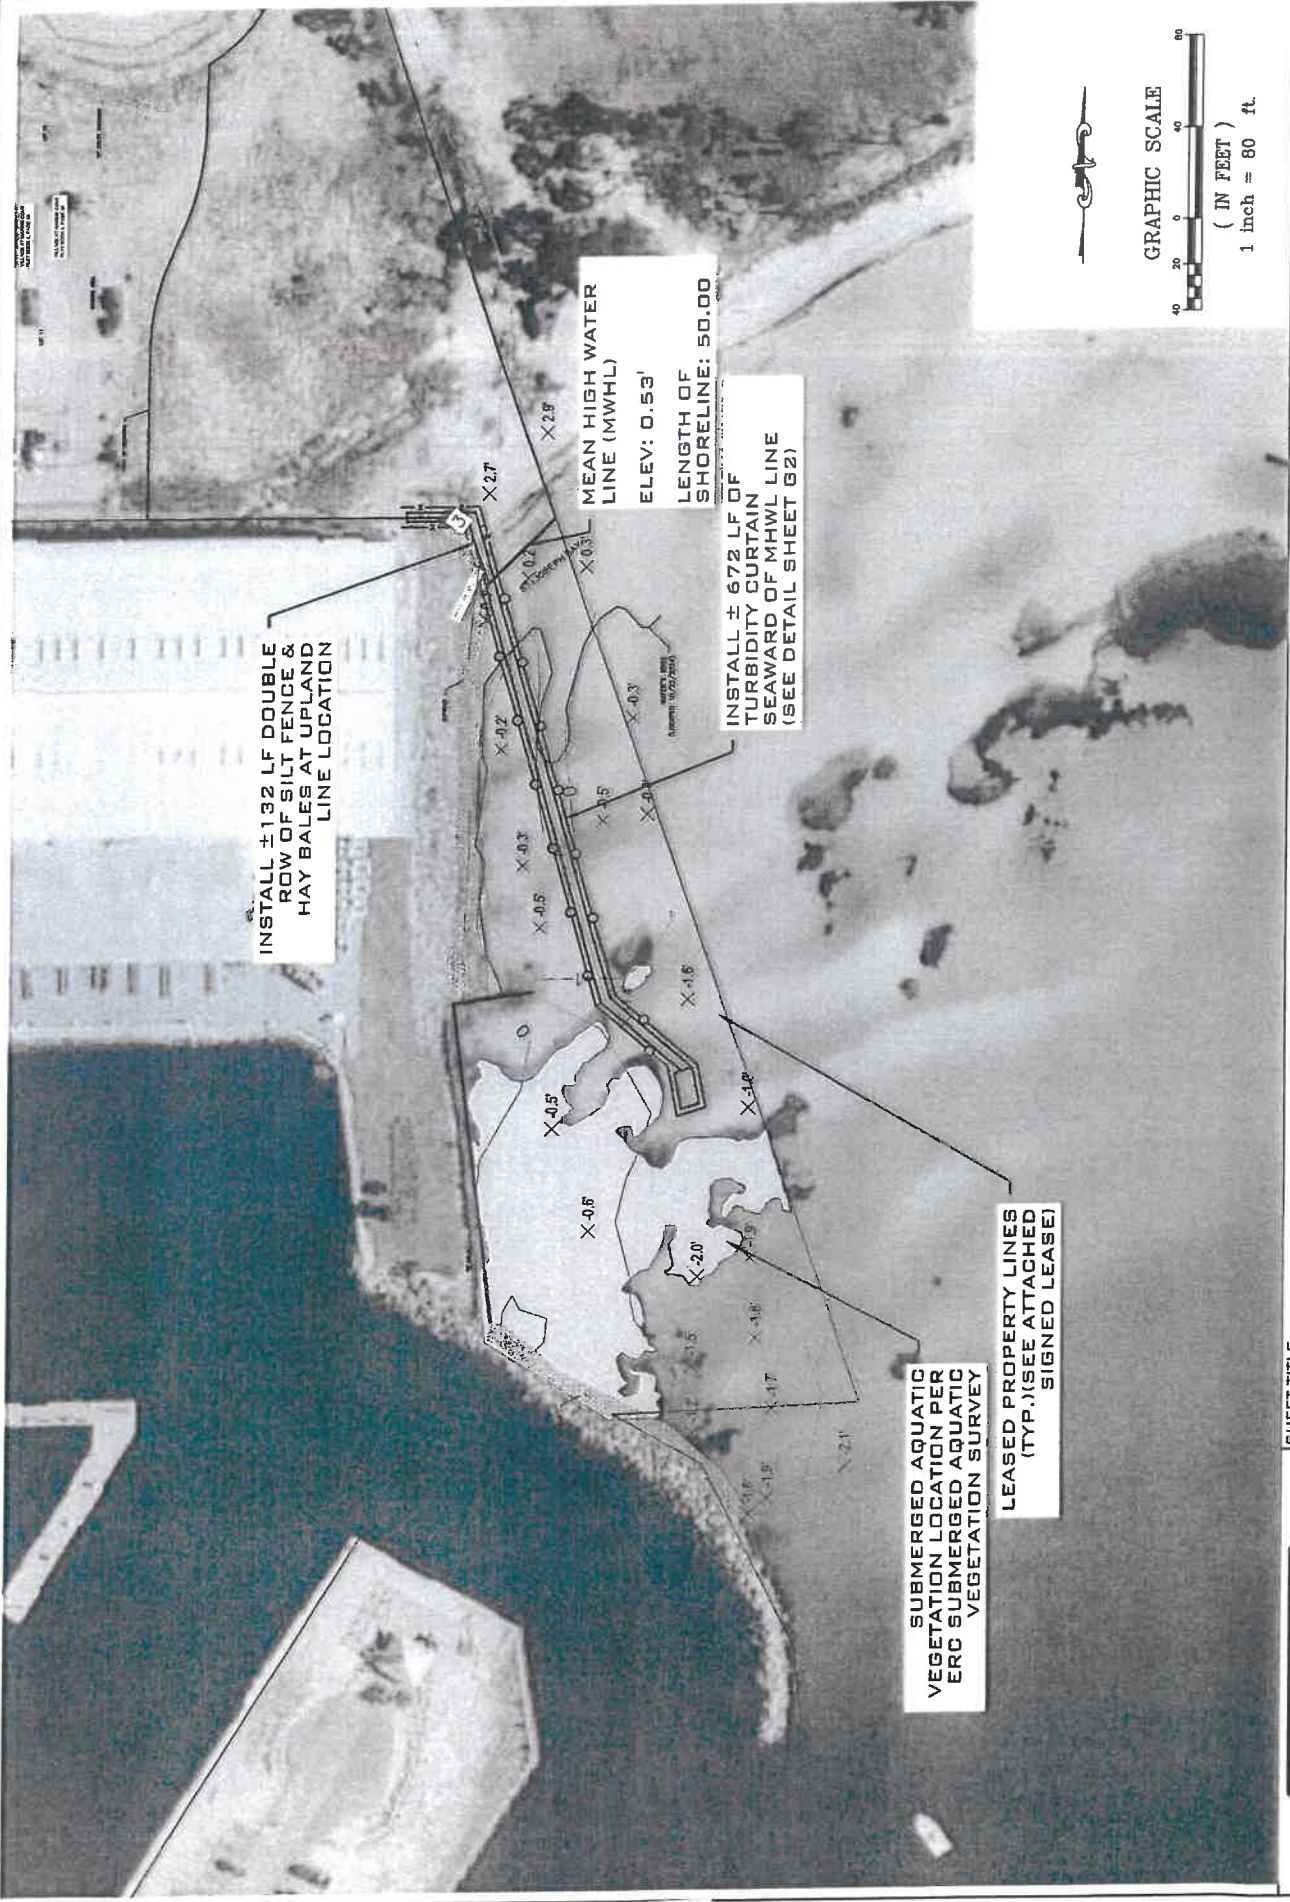 INSTALL ±132 LF DOUBLE
ROW OF SILT FENCE &
HAY BALES AT UPLAND
LINE LOCATION
MEAN HIGH WATER
LINE (MWHL)
ELEV: 0.53'
LENGTH OF
SHORELINE: 50.00
INSTALL ± 672 LF OF
TURBIDITY CURTAIN
SEAWARD OF MHWL LINE
(SEE DETAIL SHEET G2)
SUBMERGED AQUATIC
VEGETATION LOCATION PER
ERC SUBMERGED AQUATIC
VEGETATION SURVEY
LEASED PROPERTY LINES
(TYP.)(SEE ATTACHED
SIGNED LEASE)
3
X 2.7'
X 2.9'
X 0.3'
X -0.2'
X -0.3'
X -0.3'
X -0.5'
X -0.5'
X -1.6'
X -0.5'
X -0.6'
X -2.0'
X -1.9'
X -1.8'
X -1.7'
X -2.1'
GRAPHIC SCALE
40
20
0
40
80
( IN FEET )
1 inch = 80 ft.
SHEET TITLE